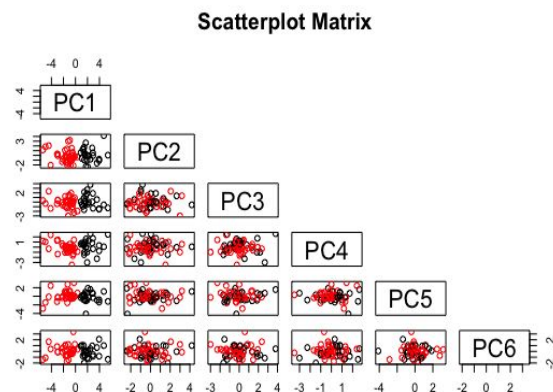 Scatterplot Matrix
-4 0 4
-4 4
PC1
-2 3
PC2
-3 2
PC3
-3 1
PC4
-4 2
PC5
-2 2
PC6
-2 2
-4 0 4 -4 -2 0 2 4 -3 0 2 4 -3 -1 1 -4 0 2 -2 0 2